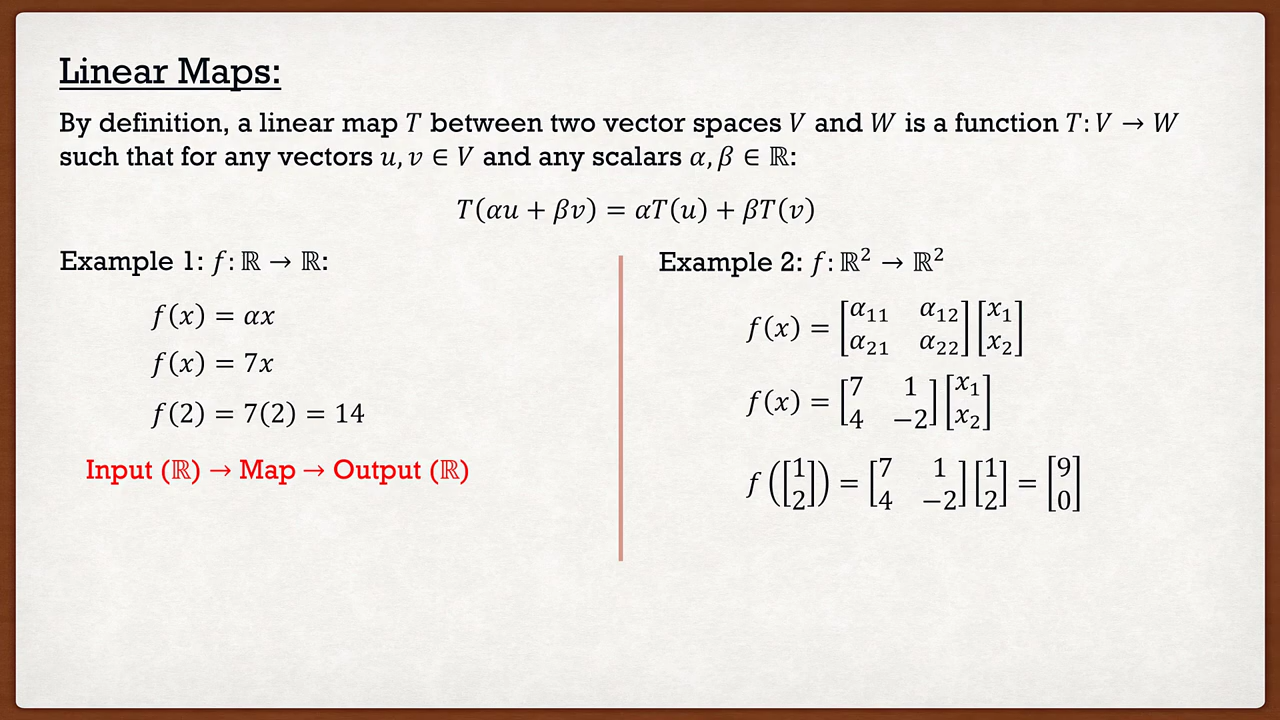 Linear Maps:
By definition, a linear map 𝑇 between two vector spaces 𝑉 and 𝑊 is a function 𝑇: 𝑉 → 𝑊
such that for any vectors 𝑢, 𝑣 ∈ 𝑉 and any scalars 𝛼, 𝛽 ∈ ℝ:
𝑇(𝛼𝑢 + 𝛽𝑣) = 𝛼𝑇(𝑢) + 𝛽𝑇(𝑣)
Example 1: 𝑓: ℝ → ℝ:
𝑓(𝑥) = 𝛼𝑥
𝑓(𝑥) = 7𝑥
𝑓(2) = 7(2) = 14
Input (ℝ) → Map → Output (ℝ)
Example 2: 𝑓: ℝ² → ℝ²
𝑓(𝑥) = [𝛼₁₁ 𝛼₁₂; 𝛼₂₁ 𝛼₂₂] [𝑥₁; 𝑥₂]
𝑓(𝑥) = [7 1; 4 −2] [𝑥₁; 𝑥₂]
𝑓([1; 2]) = [7 1; 4 −2] [1; 2] = [9; 0]